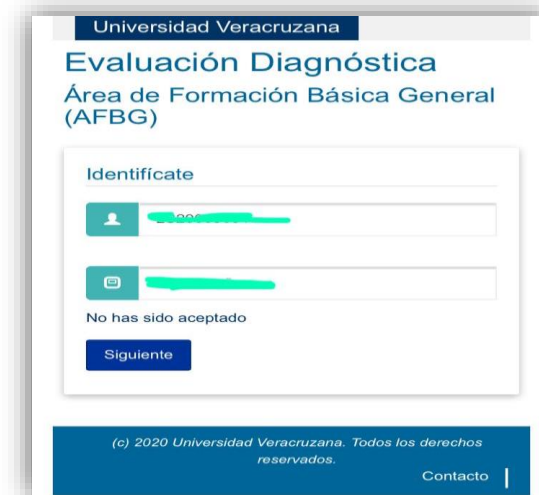 Universidad Veracruzana
Evaluación Diagnóstica
Área de Formación Básica General
(AFBG)
Identifícate
No has sido aceptado
Siguiente
(c) 2020 Universidad Veracruzana. Todos los derechos
reservados.
Contacto